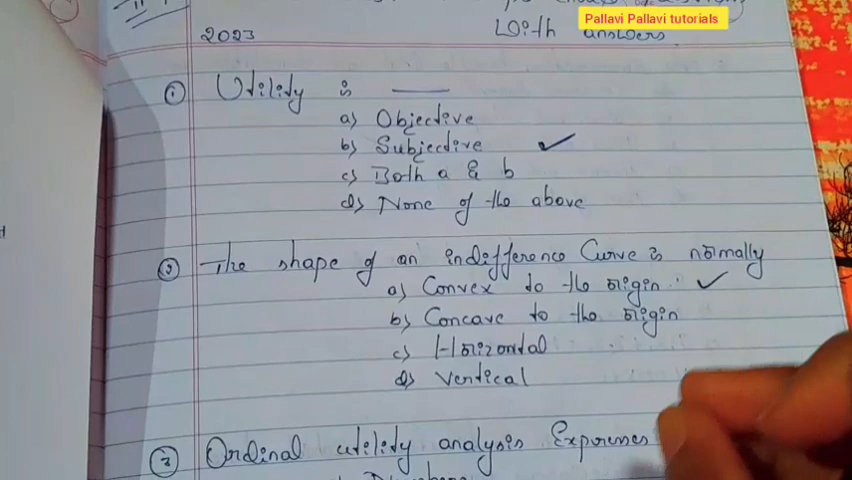 Pallavi Pallavi tutorials
2023 With answers
① Utility is ———
a) Objective
b) Subjective ✓
c) Both a & b
d) None of the above
② The shape of an indifference Curve is normally
a) Convex to the origin. ✓
b) Concave to the origin
c) Horizontal
d) Vertical
③ Ordinal utility analysis Expresses